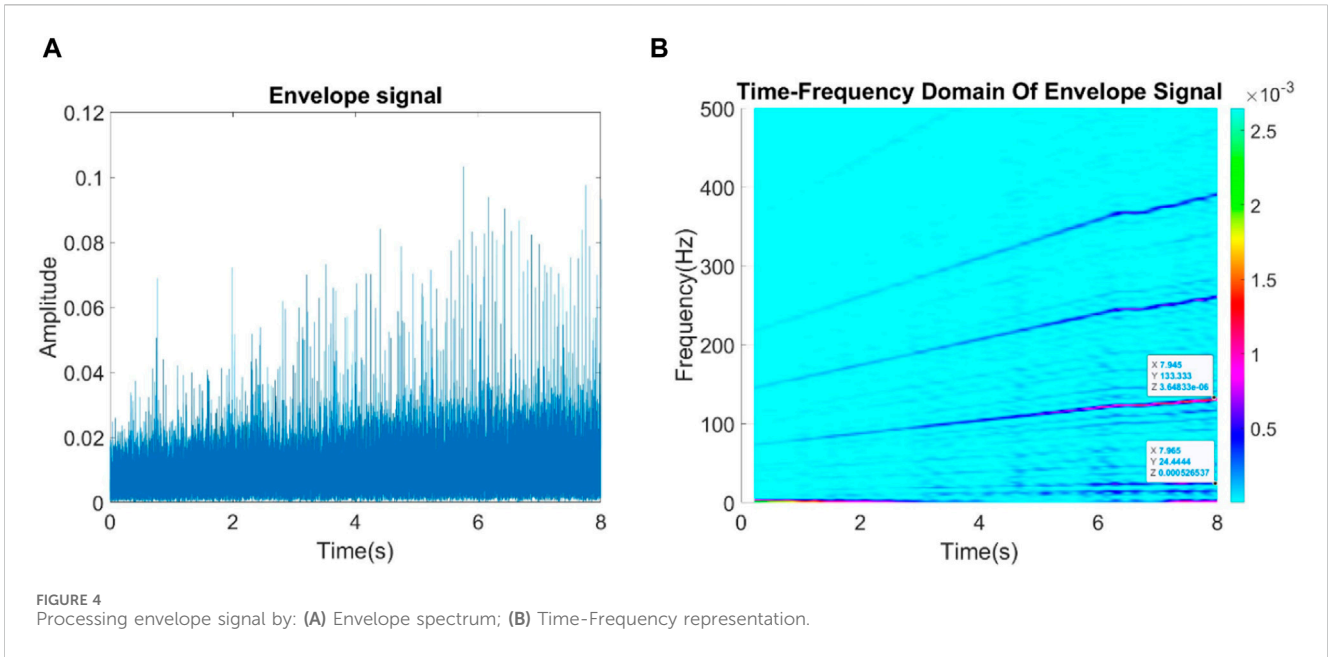 A
Envelope signal
0.12
0.1
0.08
0.06
0.04
0.02
0
Amplitude
0 2 4 6 8
Time(s)
B
Time-Frequency Domain Of Envelope Signal
×10⁻³
500
400
300
200
100
0
Frequency(Hz)
X 7.945
Y 133.333
Z 3.64833e-06
X 7.965
Y 24.4444
Z 0.000526537
0 2 4 6 8
Time(s)
2.5
2
1.5
1
0.5
FIGURE 4
Processing envelope signal by: (A) Envelope spectrum; (B) Time-Frequency representation.